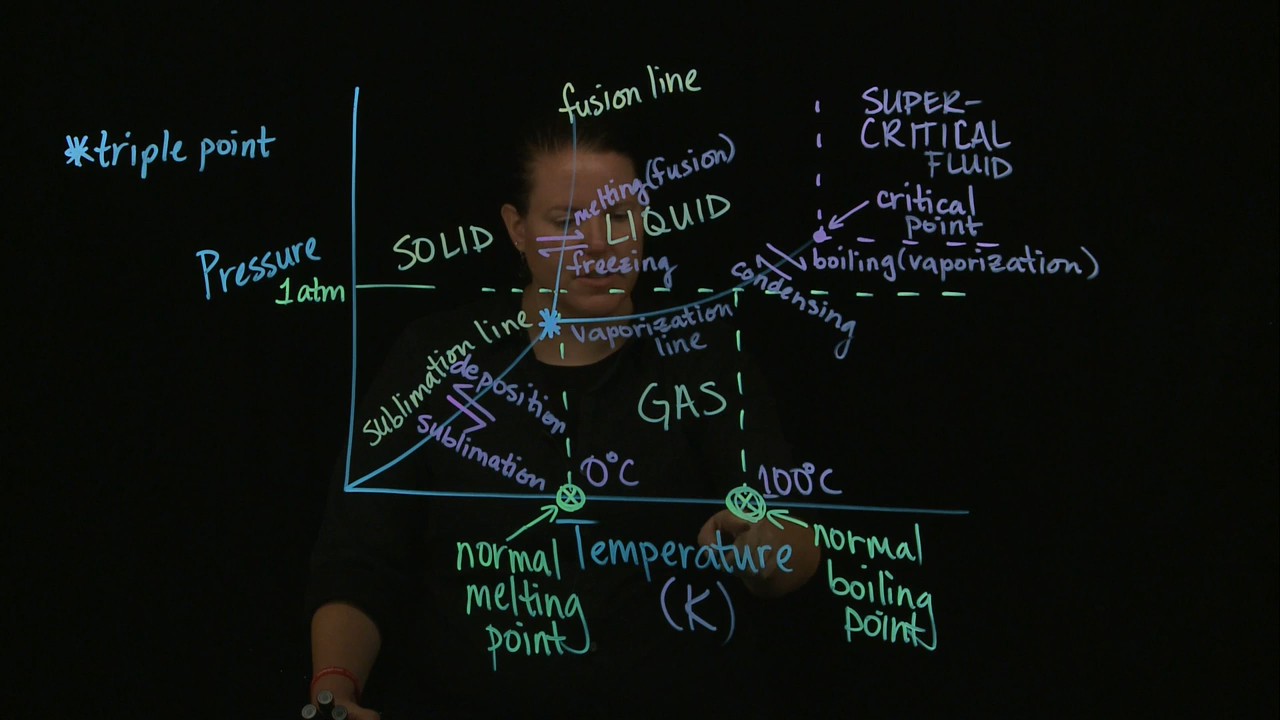 fusion line
SUPER-
CRITICAL
FLUID
*triple point
melting(fusion)
critical
point
SOLID
LIQUID
Pressure
freezing
boiling(vaporization)
condensing
1atm
sublimation line
vaporization
line
deposition
GAS
sublimation
0°C
100°C
normal
melting
point
Temperature
(K)
normal
boiling
point